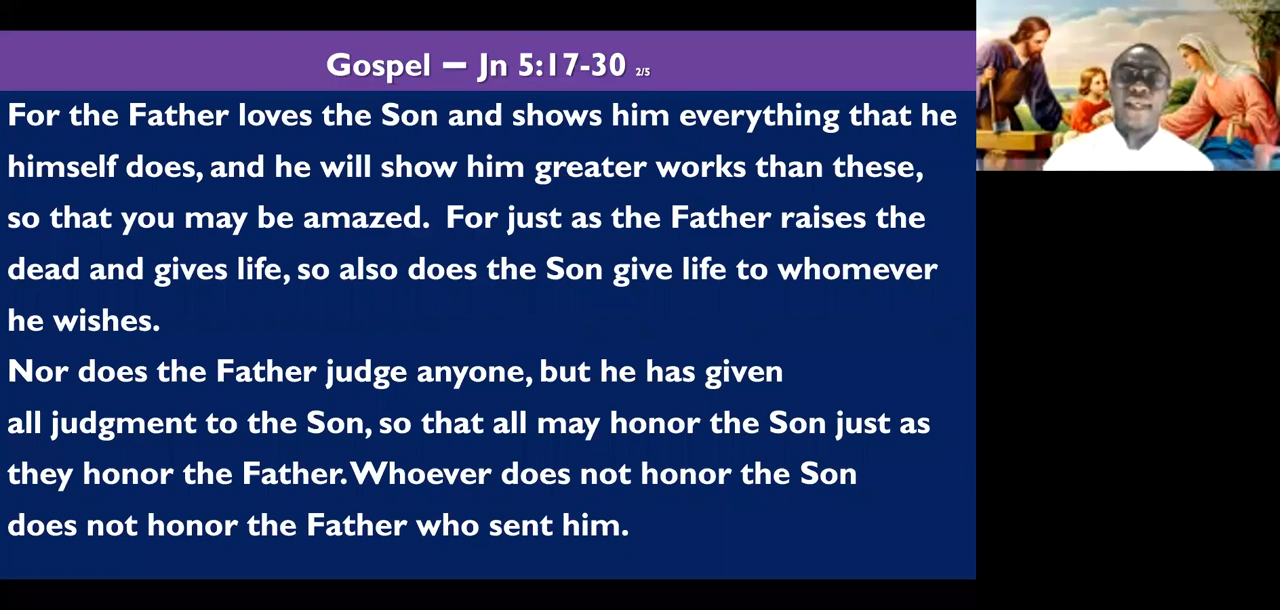 Gospel – Jn 5:17-30 2/5
For the Father loves the Son and shows him everything that he
himself does, and he will show him greater works than these,
so that you may be amazed. For just as the Father raises the
dead and gives life, so also does the Son give life to whomever
he wishes.
Nor does the Father judge anyone, but he has given
all judgment to the Son, so that all may honor the Son just as
they honor the Father. Whoever does not honor the Son
does not honor the Father who sent him.